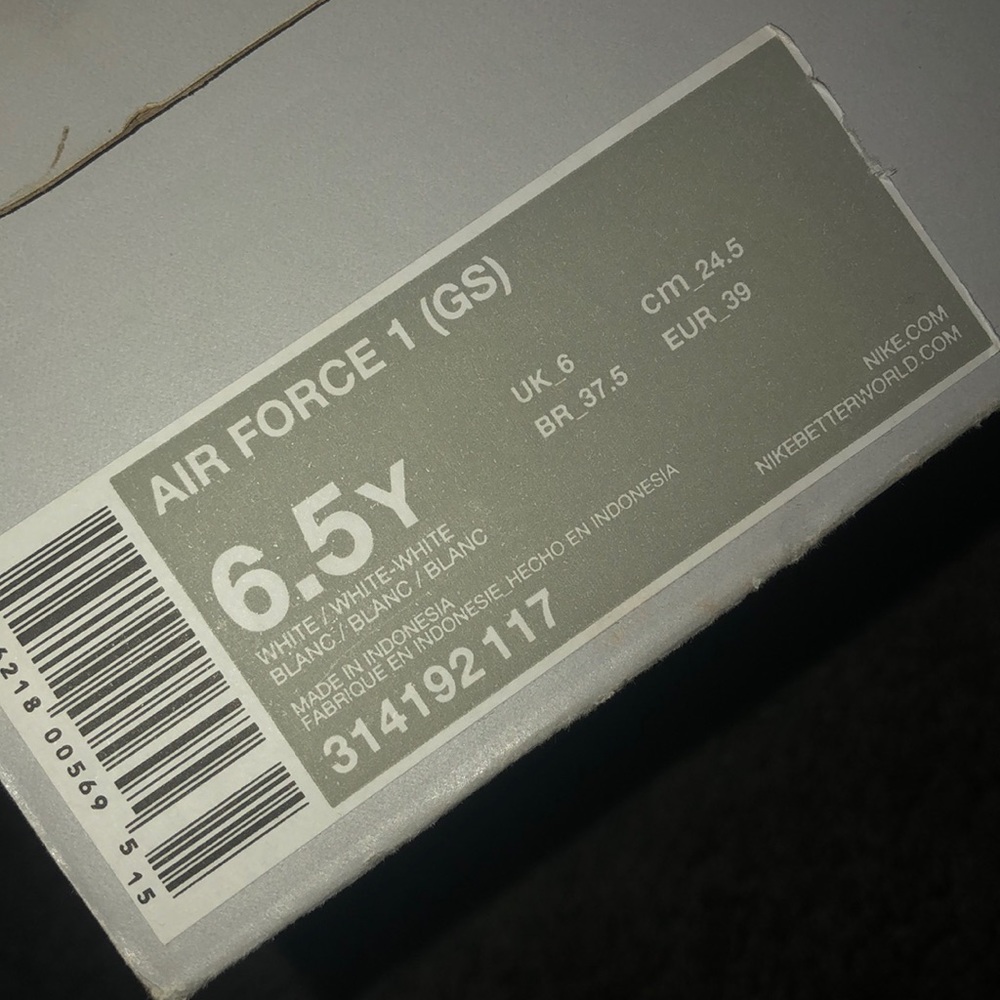 AIR FORCE 1 (GS)
6.5Y
UK_6 cm_24.5
BR_37.5 EUR_39
WHITE / WHITE-WHITE
BLANC / BLANC / BLANC
MADE IN INDONESIA
FABRIQUE EN INDONESIE_HECHO EN INDONESIA
314192 117
NIKE.COM
NIKEBETTERWORLD.COM
6218 00569 5 15